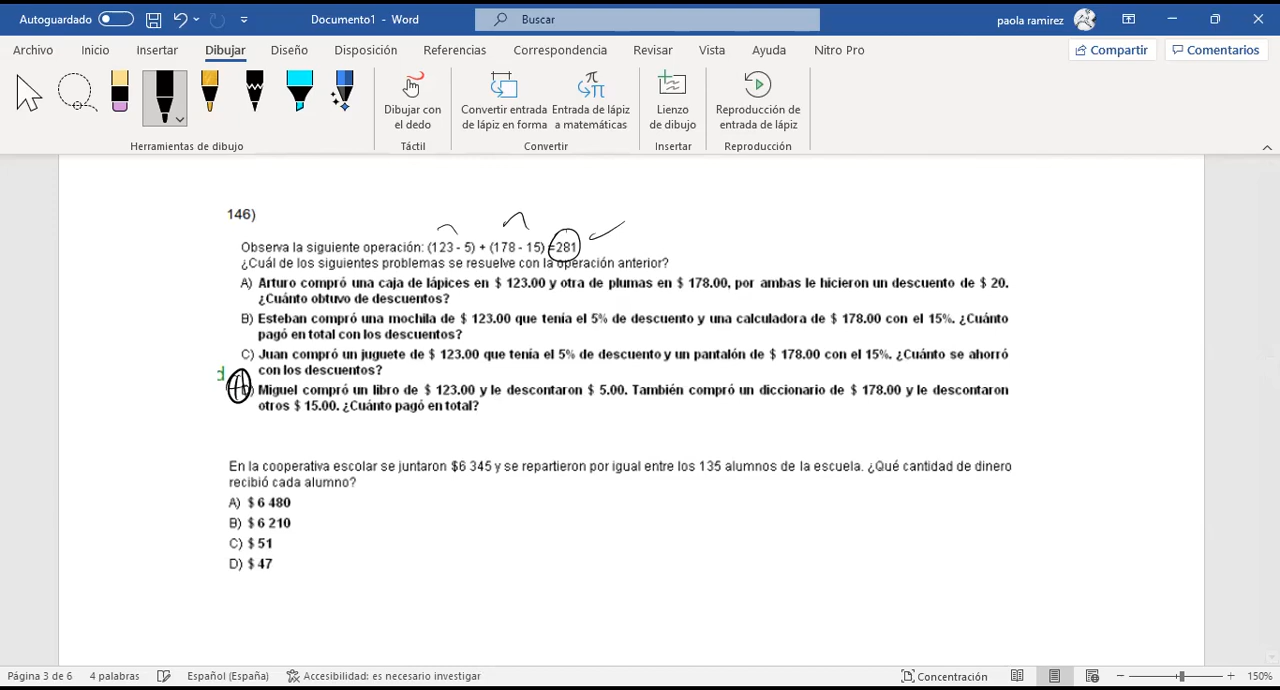 Autoguardado
Documento1 - Word
Buscar
paola ramirez
Archivo Inicio Insertar Dibujar Diseño Disposición Referencias Correspondencia Revisar Vista Ayuda Nitro Pro
Compartir Comentarios
Dibujar con el dedo
Convertir entrada de lápiz en forma
Entrada de lápiz a matemáticas
Lienzo de dibujo
Reproducción de entrada de lápiz
Herramientas de dibujo Táctil Convertir Insertar Reproducción
146)
Observa la siguiente operación: (123 - 5) + (178 - 15) =281
¿Cuál de los siguientes problemas se resuelve con la operación anterior?
A) Arturo compró una caja de lápices en $ 123.00 y otra de plumas en $ 178.00, por ambas le hicieron un descuento de $ 20.
¿Cuánto obtuvo de descuentos?
B) Esteban compró una mochila de $ 123.00 que tenía el 5% de descuento y una calculadora de $ 178.00 con el 15%. ¿Cuánto
pagó en total con los descuentos?
C) Juan compró un juguete de $ 123.00 que tenía el 5% de descuento y un pantalón de $ 178.00 con el 15%. ¿Cuánto se ahorró
con los descuentos?
d
D) Miguel compró un libro de $ 123.00 y le descontaron $ 5.00. También compró un diccionario de $ 178.00 y le descontaron
otros $ 15.00. ¿Cuánto pagó en total?
En la cooperativa escolar se juntaron $6 345 y se repartieron por igual entre los 135 alumnos de la escuela. ¿Qué cantidad de dinero
recibió cada alumno?
A) $ 6 480
B) $ 6 210
C) $ 51
D) $ 47
Página 3 de 6 4 palabras Español (España) Accesibilidad: es necesario investigar Concentración 150%